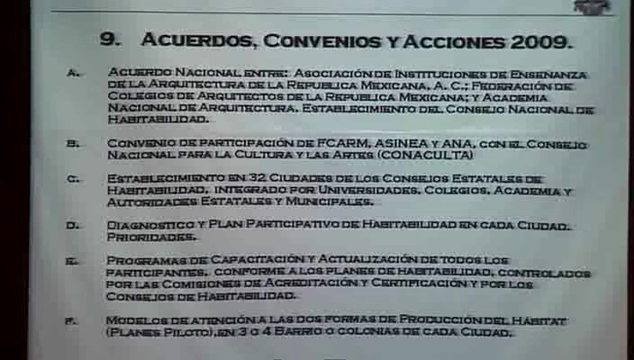 9. ACUERDOS, CONVENIOS Y ACCIONES 2009.
A. ACUERDO NACIONAL ENTRE: ASOCIACIÓN DE INSTITUCIONES DE ENSEÑANZA
DE LA ARQUITECTURA DE LA REPUBLICA MEXICANA, A. C.; FEDERACIÓN DE
COLEGIOS DE ARQUITECTOS DE LA REPUBLICA MEXICANA; Y ACADEMIA
NACIONAL DE ARQUITECTURA. ESTABLECIMIENTO DEL CONSEJO NACIONAL DE
HABITABILIDAD.
B. CONVENIO DE PARTICIPACIÓN DE FCARM, ASINEA Y ANA, CON EL CONSEJO
NACIONAL PARA LA CULTURA Y LAS ARTES (CONACULTA)
C. ESTABLECIMIENTO EN 32 CIUDADES DE LOS CONSEJOS ESTATALES DE
HABITABILIDAD, INTEGRADO POR UNIVERSIDADES, COLEGIOS, ACADEMIA Y
AUTORIDADES ESTATALES Y MUNICIPALES.
D. DIAGNOSTICO Y PLAN PARTICIPATIVO DE HABITABILIDAD EN CADA CIUDAD.
PRIORIDADES.
E. PROGRAMAS DE CAPACITACIÓN Y ACTUALIZACIÓN DE TODOS LOS
PARTICIPANTES, CONFORME A LOS PLANES DE HABITABILIDAD, CONTROLADOS
POR LAS COMISIONES DE ACREDITACIÓN Y CERTIFICACIÓN Y POR LOS
CONSEJOS DE HABITABILIDAD.
F. MODELOS DE ATENCIÓN A LAS DOS FORMAS DE PRODUCCIÓN DEL HÁBITAT
(PLANES PILOTO), EN 3 O 4 BARRIO O COLONIAS DE CADA CIUDAD.